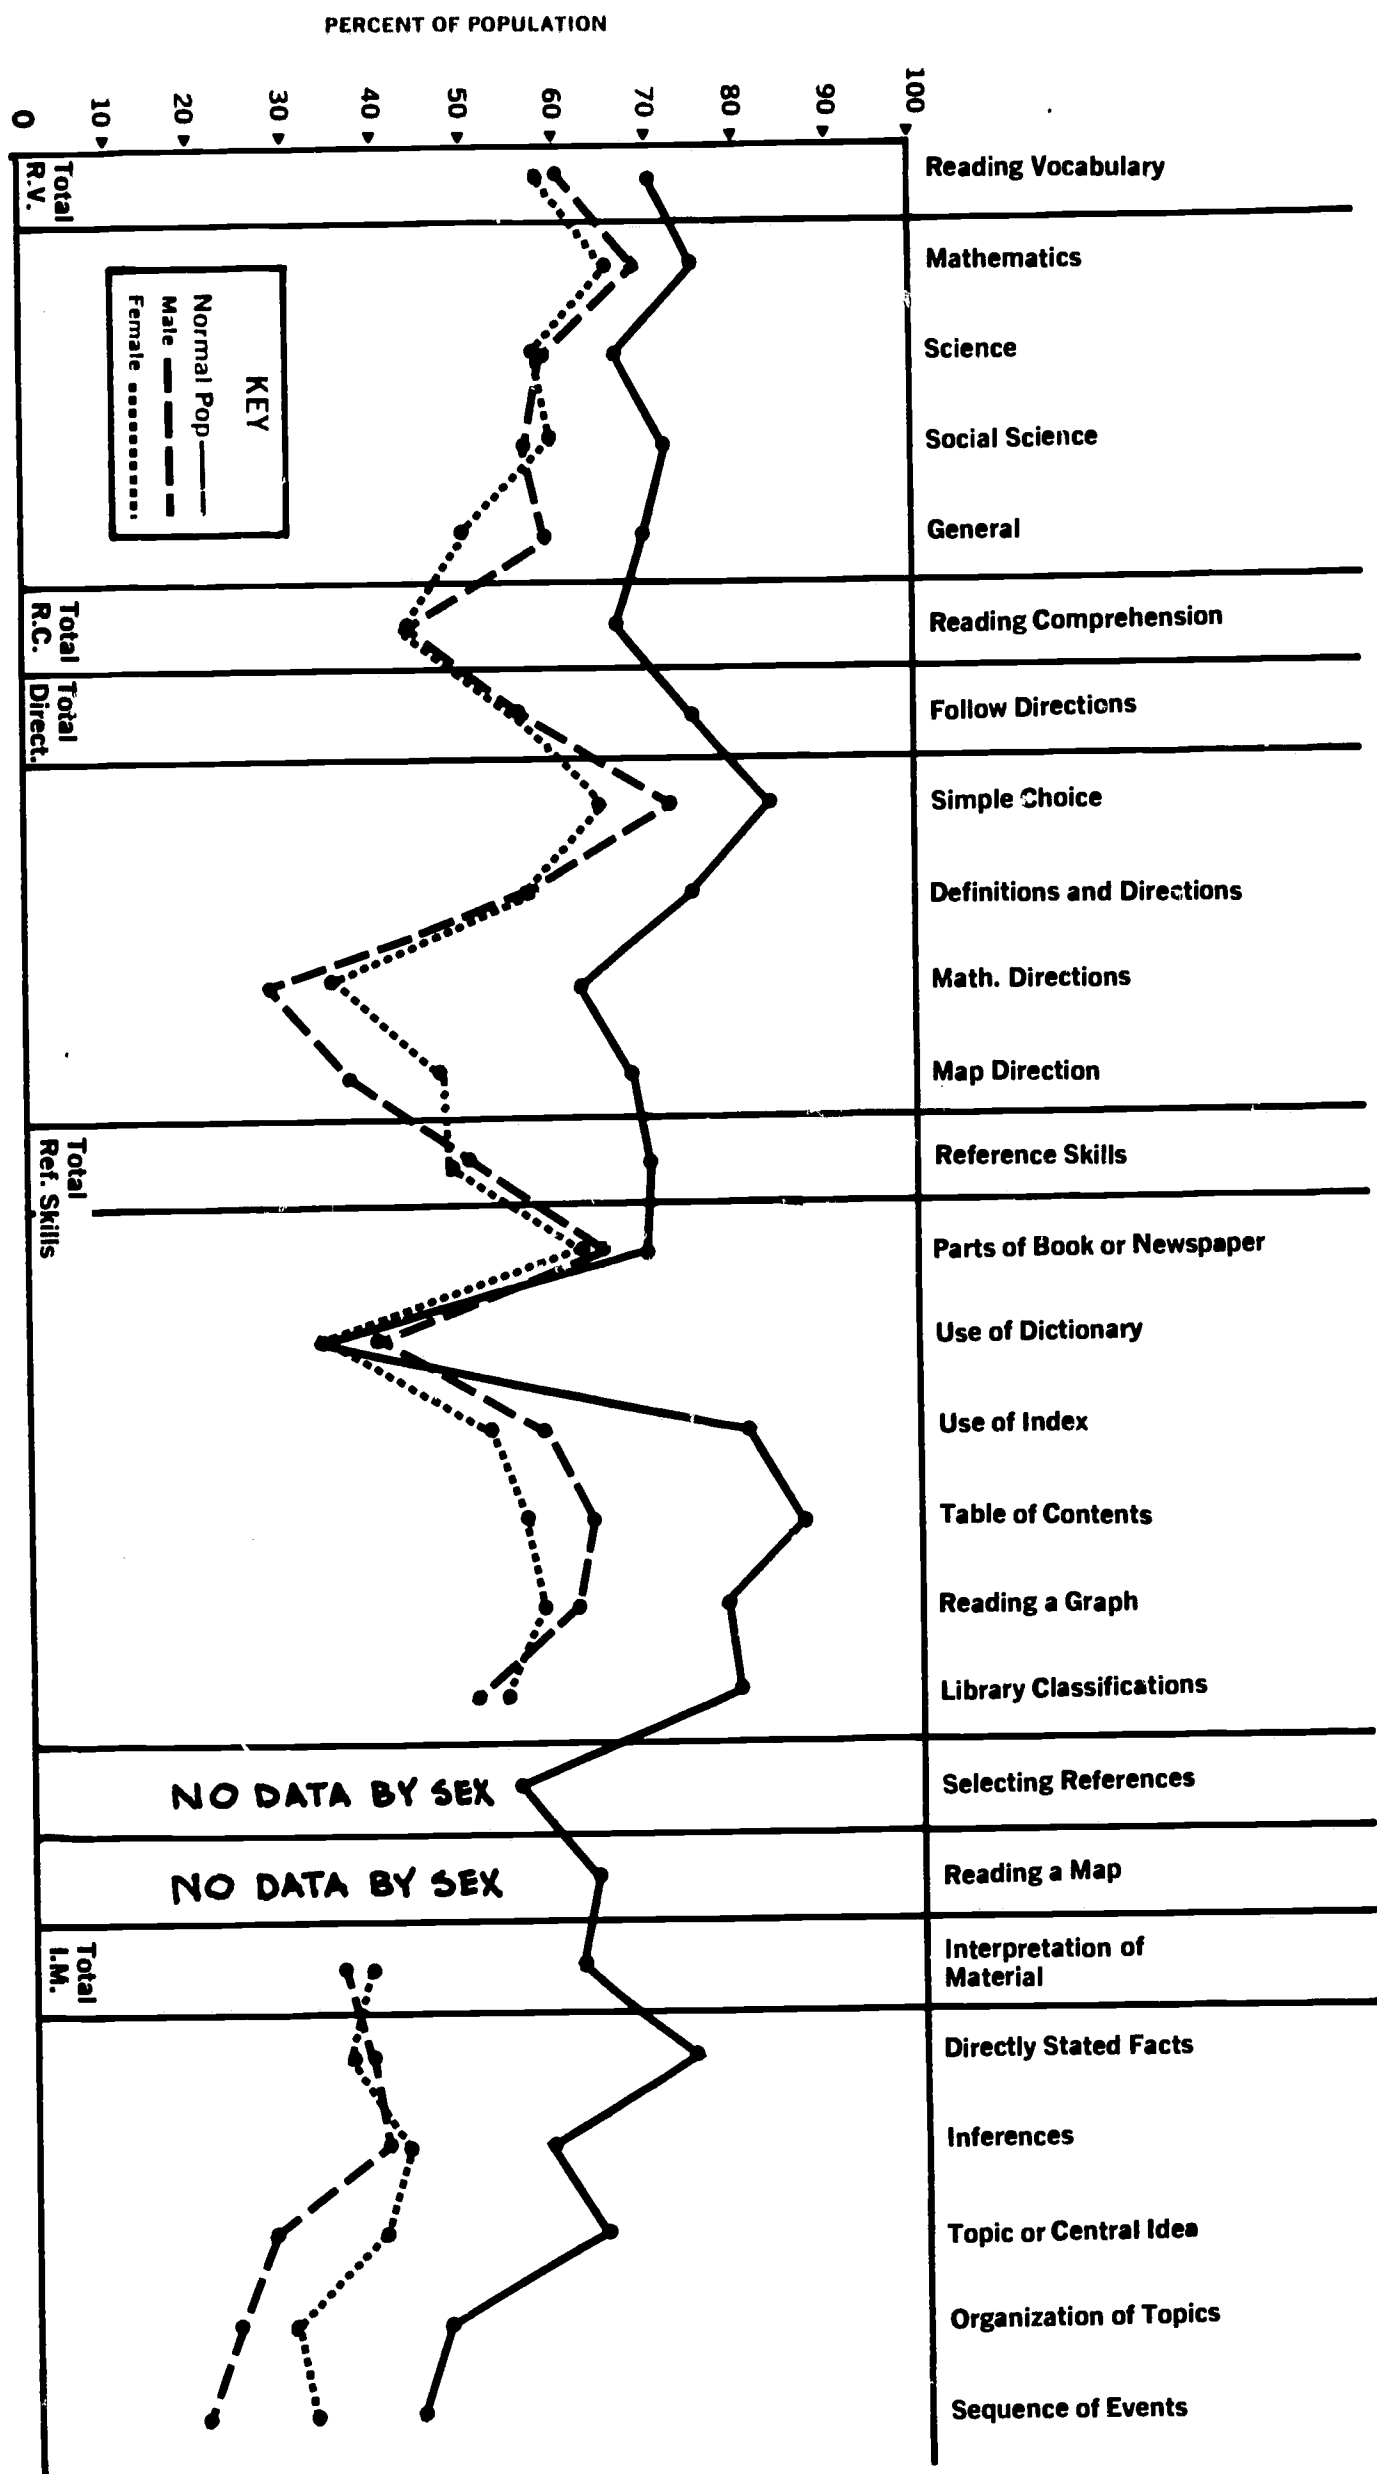 PERCENT OF POPULATION
0
10
20
30
40
50
60
70
80
90
100
Total
R.V.
Reading Vocabulary
Mathematics
Science
Social Science
General
KEY
Normal Pop
Male
Female
Total
R.C.
Reading Comprehension
Total
Direct.
Follow Directions
Simple Choice
Definitions and Directions
Math. Directions
Map Direction
Total
Ref. Skills
Reference Skills
Parts of Book or Newspaper
Use of Dictionary
Use of Index
Table of Contents
Reading a Graph
Library Classifications
NO DATA BY SEX
Selecting References
NO DATA BY SEX
Reading a Map
Total
I.M.
Interpretation of
Material
Directly Stated Facts
Inferences
Topic or Central Idea
Organization of Topics
Sequence of Events